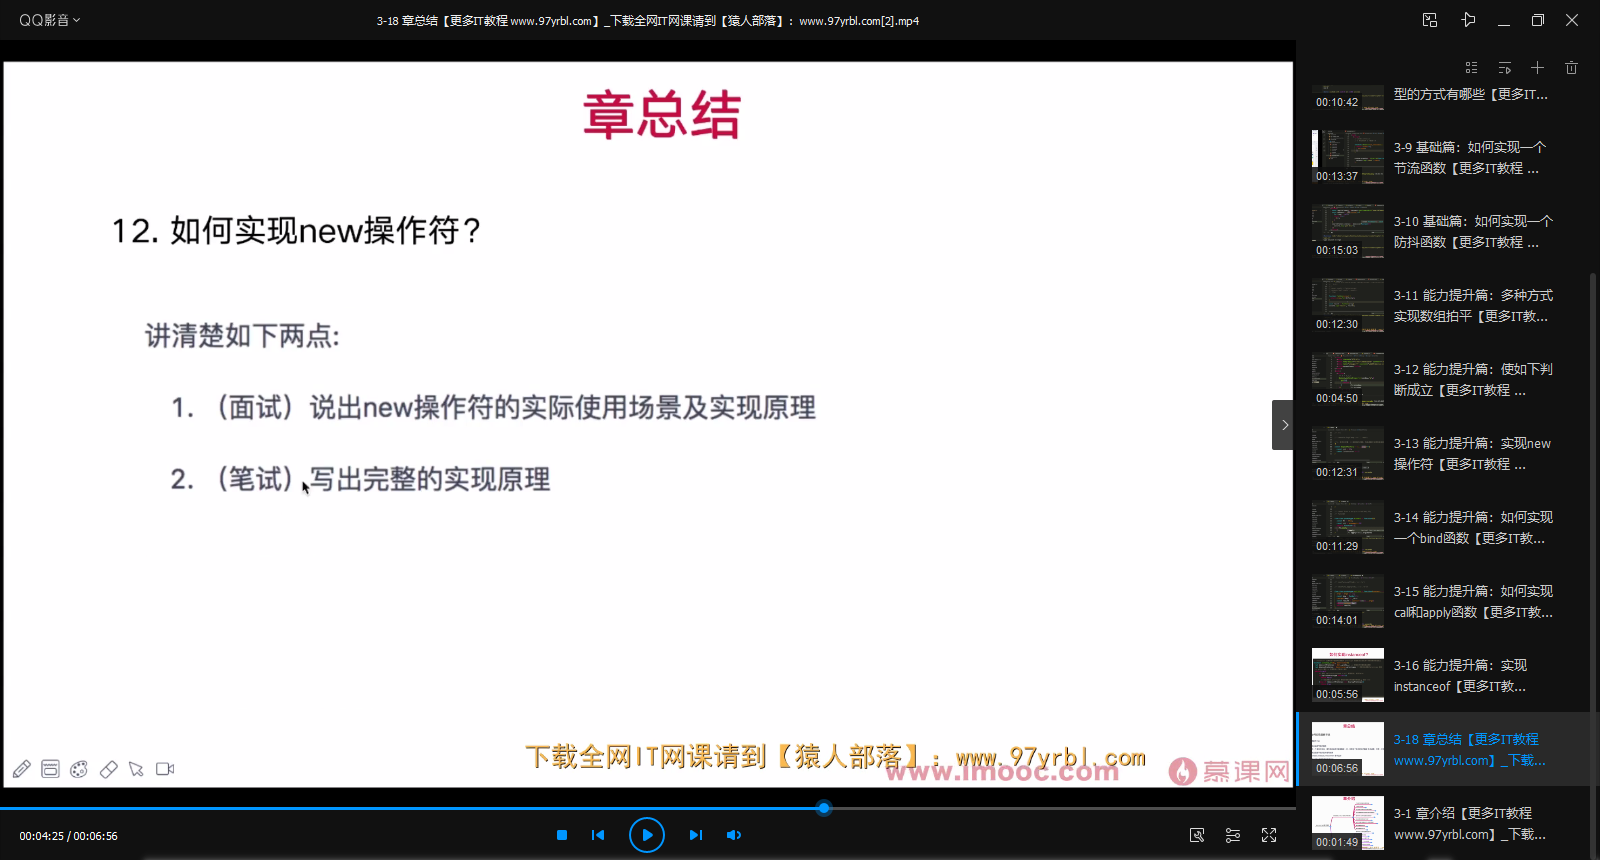 QQ影音
3-18 章总结【更多IT教程 www.97yrbl.com】_下载全网IT网课请到【猿人部落】: www.97yrbl.com[2].mp4
章总结
12. 如何实现new操作符?
讲清楚如下两点:
1. （面试）说出new操作符的实际使用场景及实现原理
2. （笔试）写出完整的实现原理
下载全网IT网课请到【猿人部落】: www.97yrbl.com
www.imooc.com
慕课网
00:04:25 / 00:06:56
00:10:42
型的方式有哪些【更多IT...
3-9 基础篇：如何实现一个
节流函数【更多IT教程 ...
00:13:37
3-10 基础篇：如何实现一个
防抖函数【更多IT教程 ...
00:15:03
3-11 能力提升篇：多种方式
实现数组拍平【更多IT教...
00:12:30
3-12 能力提升篇：使如下判
断成立【更多IT教程 ...
00:04:50
3-13 能力提升篇：实现new
操作符【更多IT教程 ...
00:12:31
3-14 能力提升篇：如何实现
一个bind函数【更多IT教...
00:11:29
3-15 能力提升篇：如何实现
cal和apply函数【更多IT教...
00:14:01
3-16 能力提升篇：实现
instanceof【更多IT教...
00:05:56
3-18 章总结【更多IT教程
www.97yrbl.com】_下载...
00:06:56
3-1 章介绍【更多IT教程
www.97yrbl.com】_下载...
00:01:49